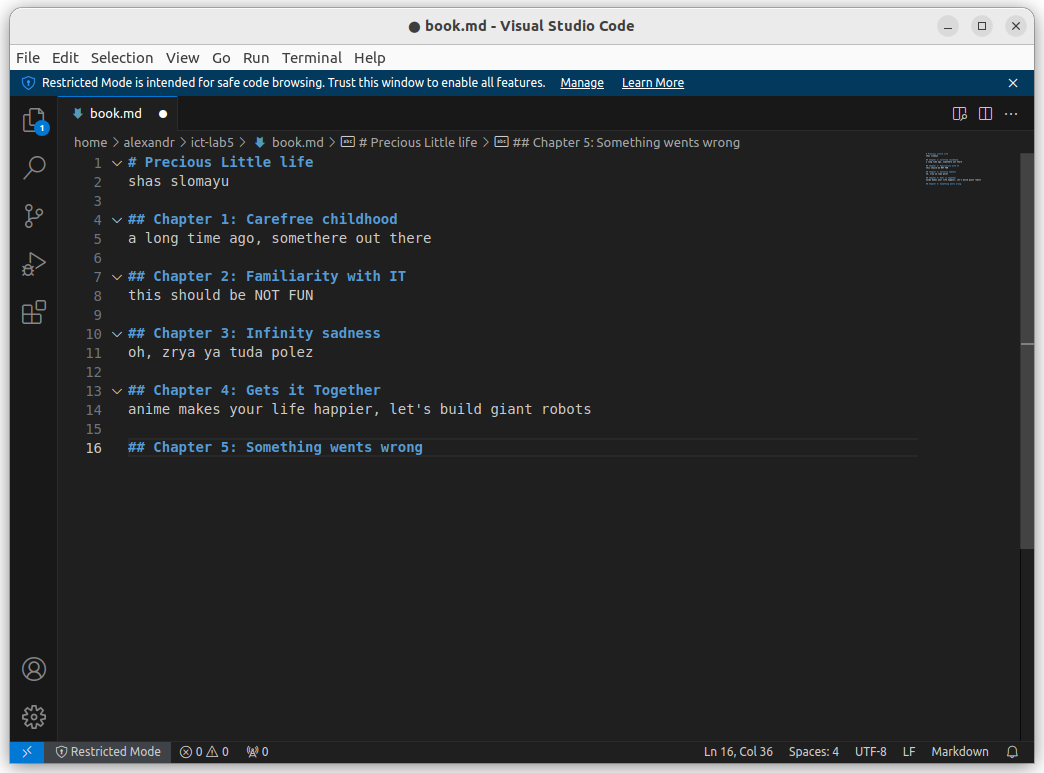 ● book.md - Visual Studio Code
File Edit Selection View Go Run Terminal Help
Restricted Mode is intended for safe code browsing. Trust this window to enable all features. Manage Learn More
1
book.md
home > alexandr > ict-lab5 > book.md > # Precious Little life > ## Chapter 5: Something wents wrong
1 # Precious Little life
2 shas slomayu
3
4 ## Chapter 1: Carefree childhood
5 a long time ago, somethere out there
6
7 ## Chapter 2: Familiarity with IT
8 this should be NOT FUN
9
10 ## Chapter 3: Infinity sadness
11 oh, zrya ya tuda polez
12
13 ## Chapter 4: Gets it Together
14 anime makes your life happier, let's build giant robots
15
16 ## Chapter 5: Something wents wrong
Restricted Mode 0 0 0 Ln 16, Col 36 Spaces: 4 UTF-8 LF Markdown